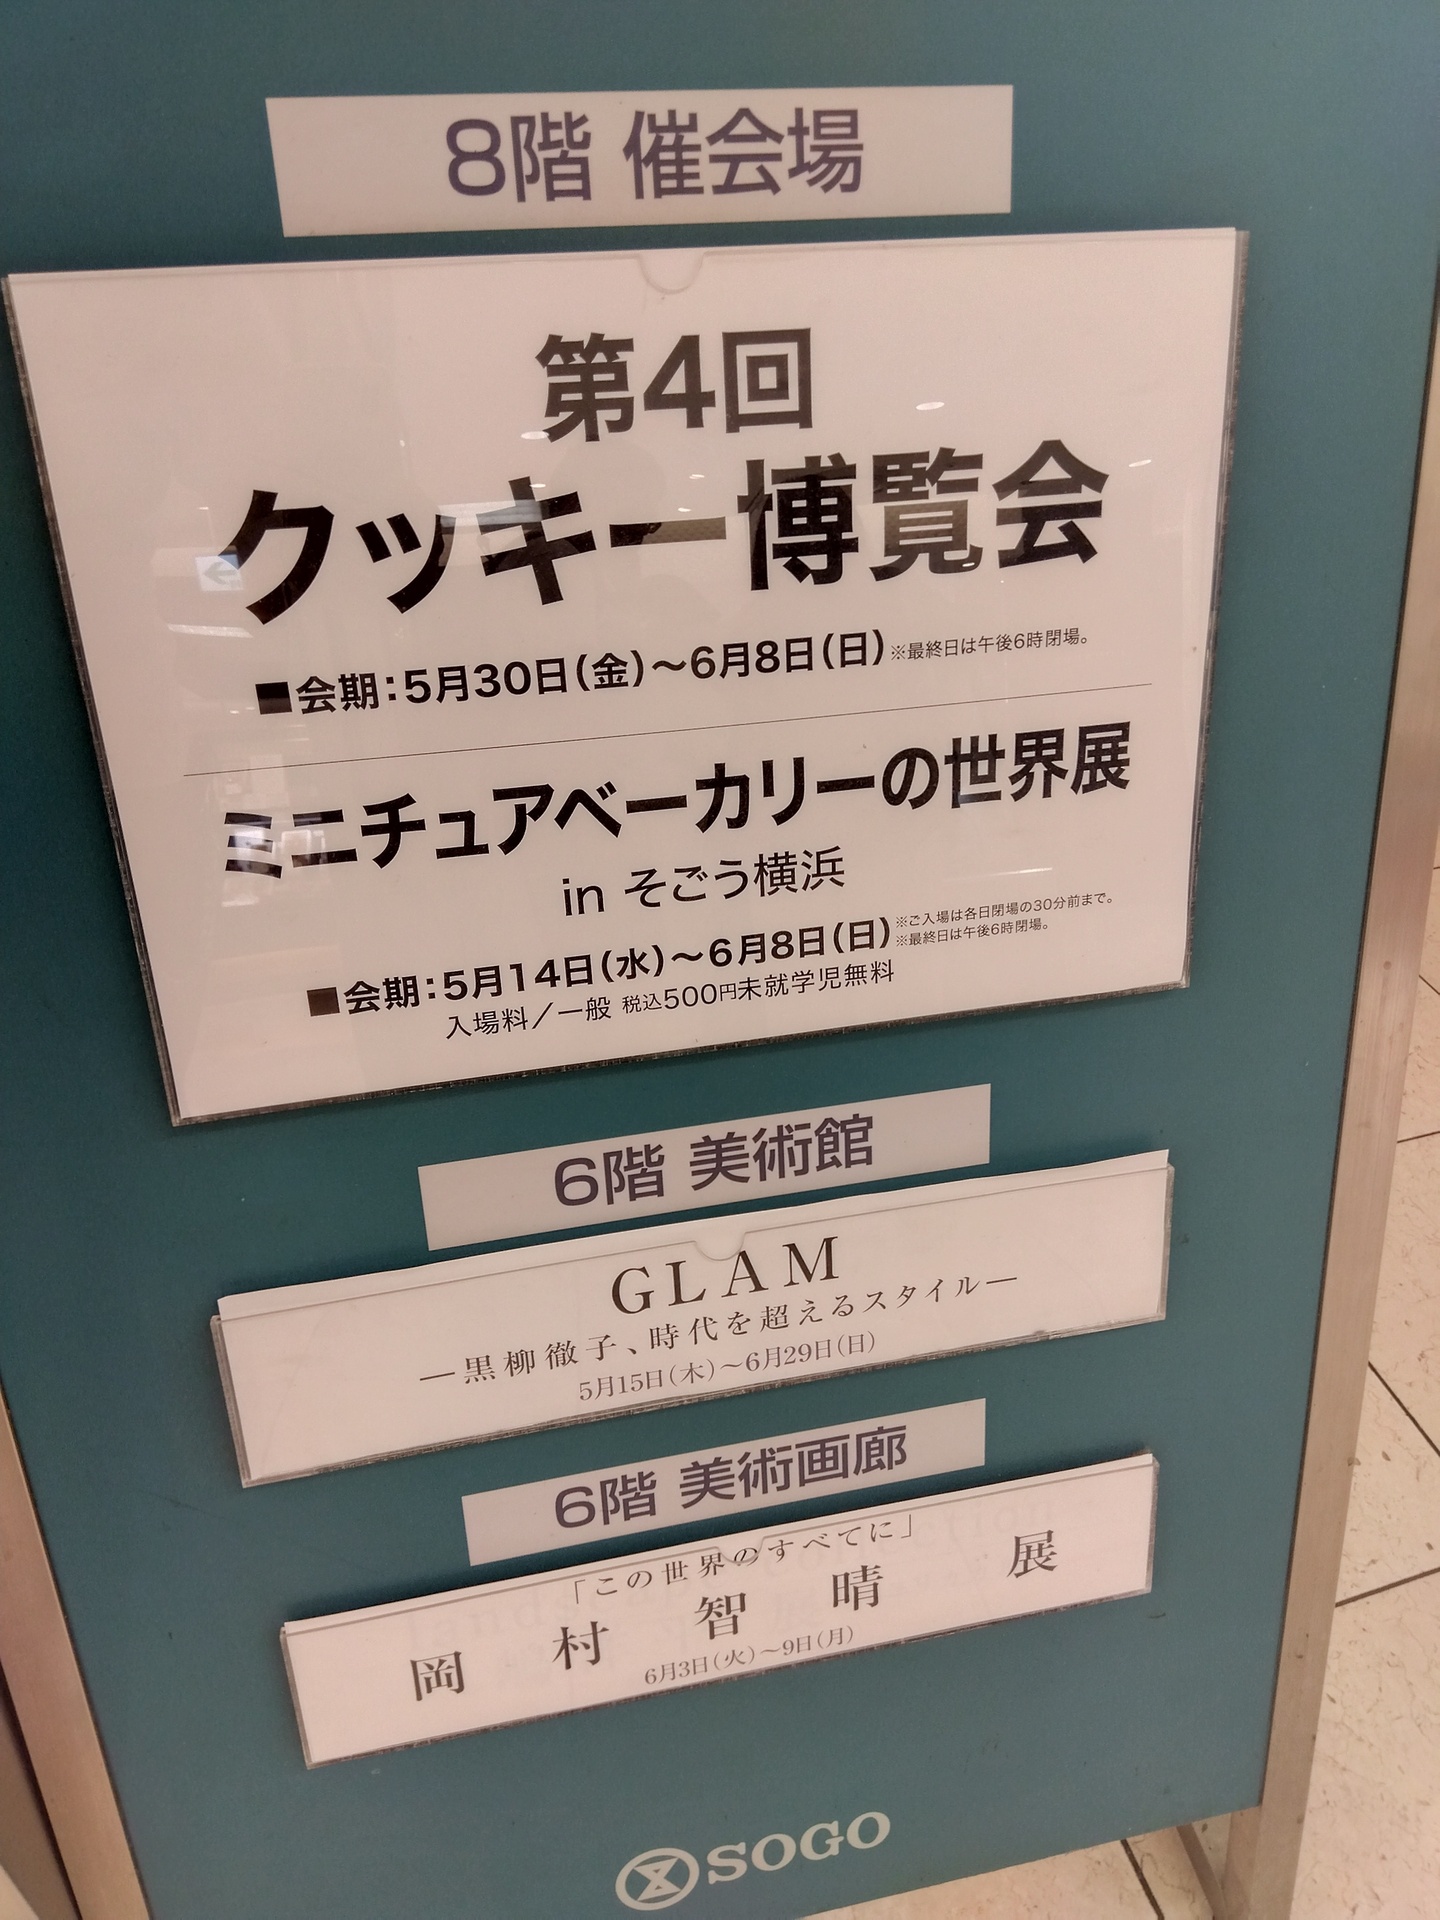 8階 催会場
第4回
クッキー博覧会
■会期:5月30日(金)～6月8日(日)※最終日は午後6時閉場。
ミニチュアベーカリーの世界展
in そごう横浜
※ご入場は各日閉場の30分前まで。
■会期:5月14日(水)～6月8日(日)※最終日は午後6時閉場。
入場料／一般 税込500円未就学児無料
6階 美術館
GLAM
―黒柳徹子、時代を超えるスタイル―
5月15日(木)～6月29日(日)
6階 美術画廊
「この世界のすべてに」
岡村智晴展
6月3日(火)～9日(月)
SOGO